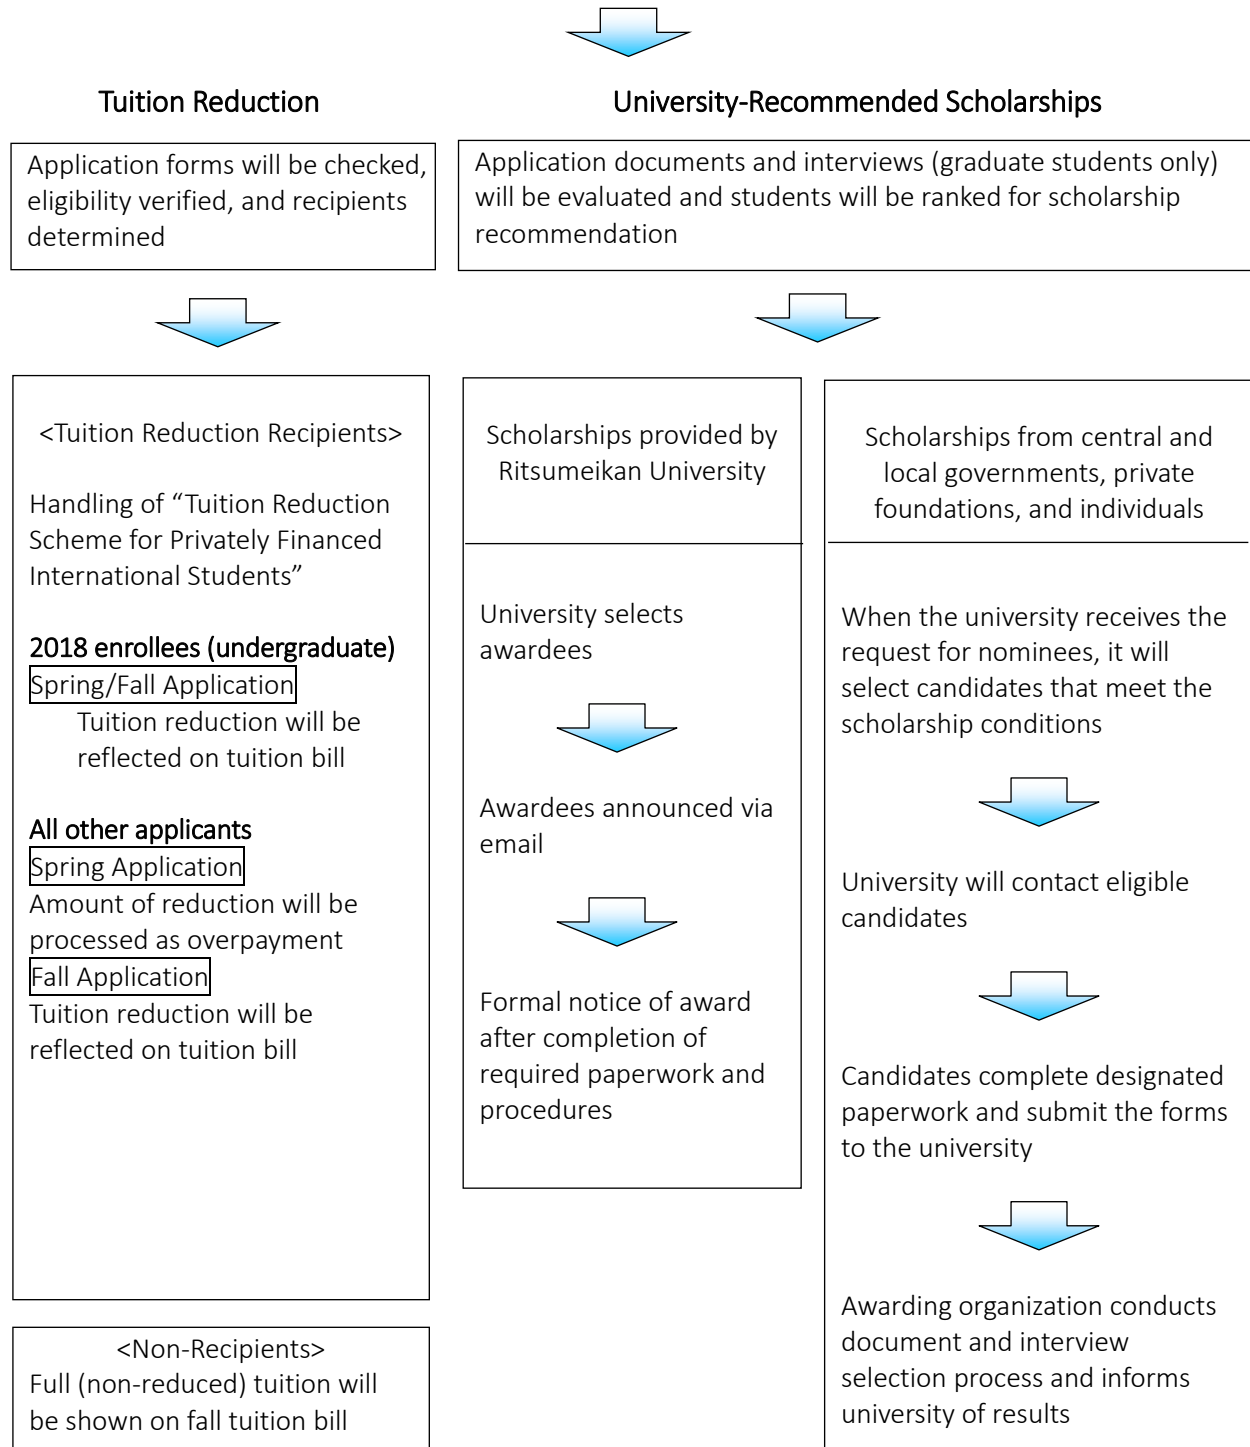 Tuition Reduction
University-Recommended Scholarships
Application forms will be checked,
eligibility verified, and recipients
determined
Application documents and interviews (graduate students only)
will be evaluated and students will be ranked for scholarship
recommendation
<Tuition Reduction Recipients>
Handling of “Tuition Reduction
Scheme for Privately Financed
International Students”
2018 enrollees (undergraduate)
Spring/Fall Application
Tuition reduction will be
reflected on tuition bill
All other applicants
Spring Application
Amount of reduction will be
processed as overpayment
Fall Application
Tuition reduction will be
reflected on tuition bill
<Non-Recipients>
Full (non-reduced) tuition will
be shown on fall tuition bill
Scholarships provided by
Ritsumeikan University
University selects
awardees
Awardees announced via
email
Formal notice of award
after completion of
required paperwork and
procedures
Scholarships from central and
local governments, private
foundations, and individuals
When the university receives the
request for nominees, it will
select candidates that meet the
scholarship conditions
University will contact eligible
candidates
Candidates complete designated
paperwork and submit the forms
to the university
Awarding organization conducts
document and interview
selection process and informs
university of results